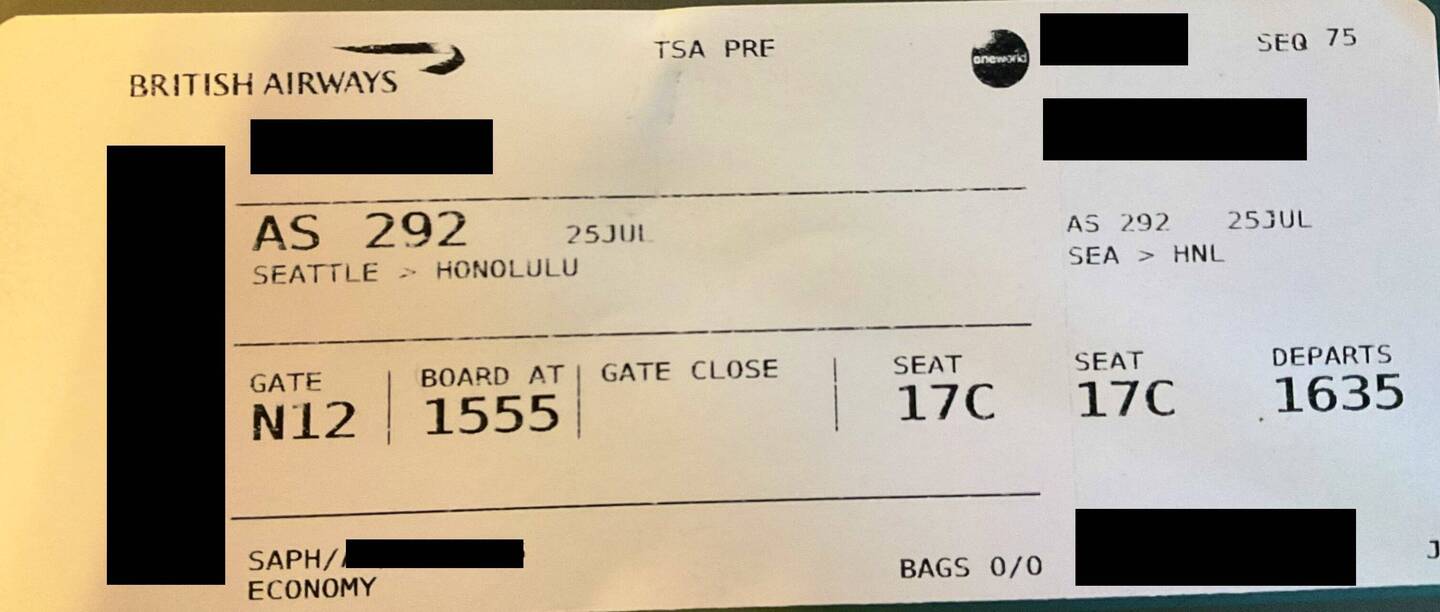 BRITISH AIRWAYS
TSA PRE
oneworld
SEQ 75
AS 292 25JUL
SEATTLE > HONOLULU
AS 292 25JUL
SEA > HNL
GATE BOARD AT GATE CLOSE SEAT
N12 1555 17C
SEAT DEPARTS
17C 1635
SAPH/
ECONOMY
BAGS 0/0